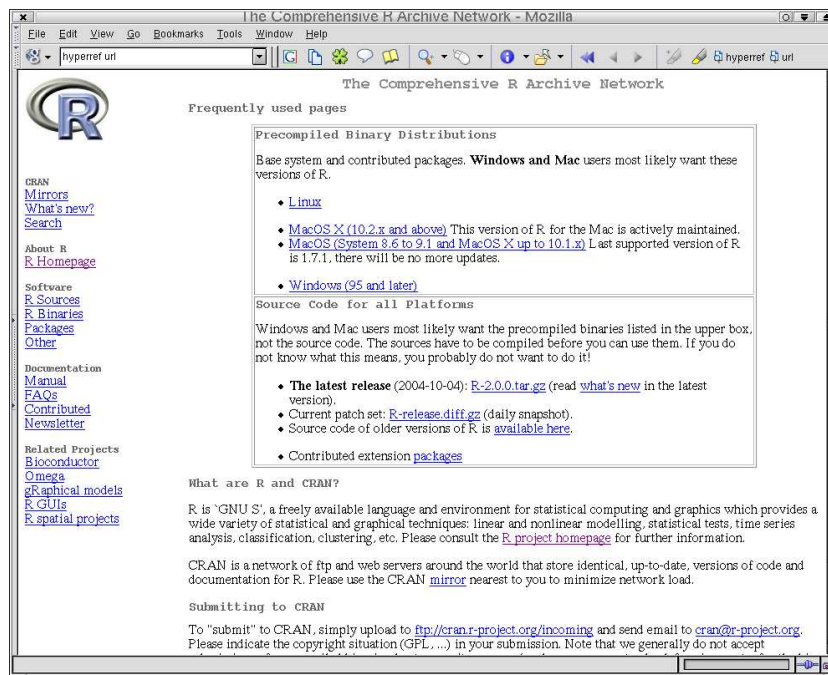 The Comprehensive R Archive Network - Mozilla
File Edit View Go Bookmarks Tools Window Help
hyperref url
hyperref url
The Comprehensive R Archive Network
Frequently used pages
R
CRAN
Mirrors
What's new?
Search
About R
R Homepage
Software
R Sources
R Binaries
Packages
Other
Documentation
Manual
FAQs
Contributed
Newsletter
Related Projects
Bioconductor
Omega
gRaphical models
R GUIs
R spatial projects
Precompiled Binary Distributions
Base system and contributed packages. Windows and Mac users most likely want these
versions of R.
Linux
MacOS X (10.2.x and above) This version of R for the Mac is actively maintained.
MacOS (System 8.6 to 9.1 and MacOS X up to 10.1.x) Last supported version of R
is 1.7.1, there will be no more updates.
Windows (95 and later)
Source Code for all Platforms
Windows and Mac users most likely want the precompiled binaries listed in the upper box,
not the source code. The sources have to be compiled before you can use them. If you do
not know what this means, you probably do not want to do it!
The latest release (2004-10-04): R-2.0.0.tar.gz (read what's new in the latest
version).
Current patch set: R-release.diff.gz (daily snapshot).
Source code of older versions of R is available here.
Contributed extension packages
What are R and CRAN?
R is `GNU S', a freely available language and environment for statistical computing and graphics which provides a
wide variety of statistical and graphical techniques: linear and nonlinear modelling, statistical tests, time series
analysis, classification, clustering, etc. Please consult the R project homepage for further information.
CRAN is a network of ftp and web servers around the world that store identical, up-to-date, versions of code and
documentation for R. Please use the CRAN mirror nearest to you to minimize network load.
Submitting to CRAN
To "submit" to CRAN, simply upload to ftp://cran.r-project.org/incoming and send email to cran@r-project.org.
Please indicate the copyright situation (GPL, ...) in your submission. Note that we generally do not accept